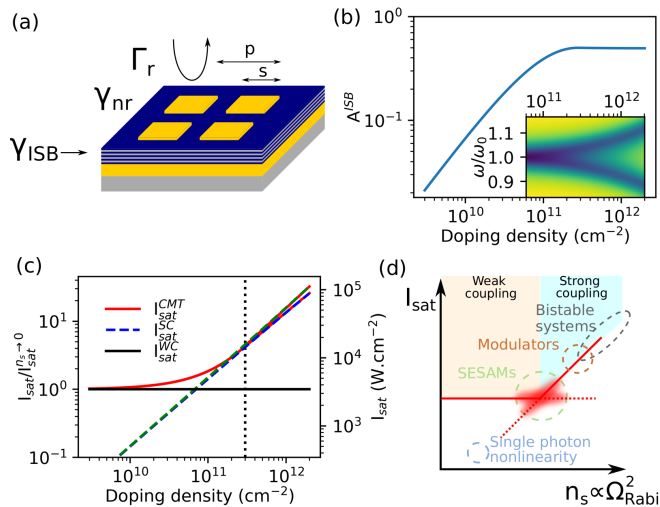 (a)
Γr
p
s
γnr
γISB
(b)
10^0
10^-1
A^ISB
10^10
10^11
10^12
Doping density (cm^-2)
10^11
10^12
1.1
1.0
0.9
ω/ω0
(c)
I_sat^CMT
I_sat^SC
I_sat^WC
10^1
10^0
10^-1
I_sat/I_sat^{n_s→0}
10^5
10^4
10^3
I_sat (W.cm^-2)
10^10
10^11
10^12
Doping density (cm^-2)
(d)
I_sat
Weak
coupling
Strong
coupling
Bistable
systems
Modulators
SESAMs
Single photon
nonlinearity
n_s∝Ω_Rabi^2